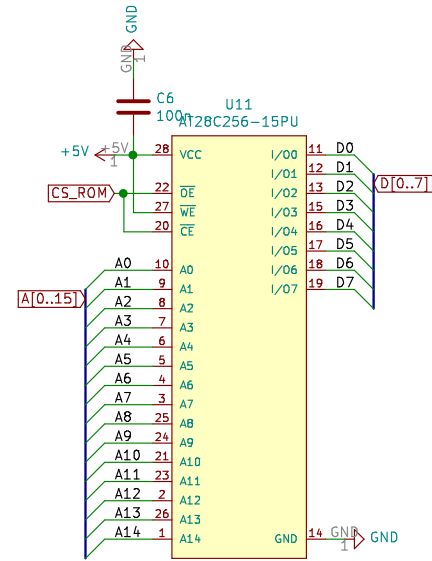 GND
GND
1
C6
100n
U11
AT28C256-15PU
+5V
+5V
1
28 VCC
I/O0 11 D0
I/O1 12 D1
D[0..7]
CS_ROM
22 OE
I/O2 13 D2
27 WE
I/O3 15 D3
20 CE
I/O4 16 D4
I/O5 17 D5
A0 10 A0
I/O6 18 D6
A1 9 A1
I/O7 19 D7
A[0..15]
A2 8 A2
A3 7 A3
A4 6 A4
A5 5 A5
A6 4 A6
A7 3 A7
A8 25 A8
A9 24 A9
A10 21 A10
A11 23 A11
A12 2 A12
A13 26 A13
A14 1 A14
GND 14 GND
1
GND